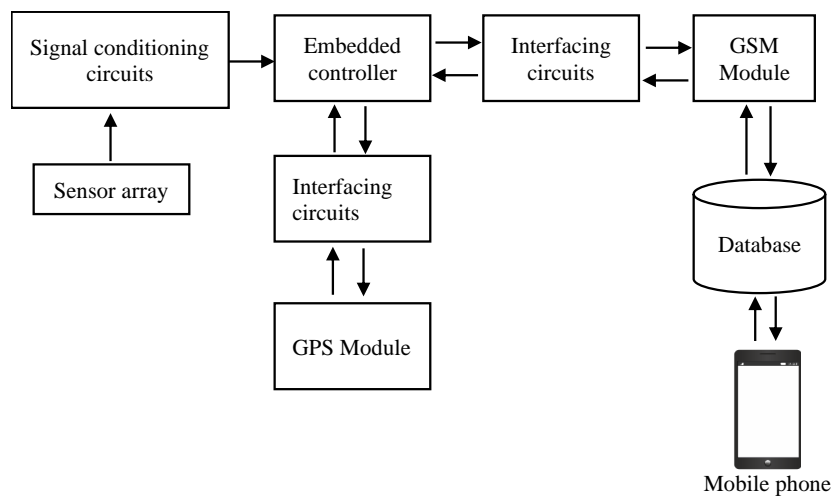 Signal conditioning
circuits
Embedded
controller
Interfacing
circuits
GSM
Module
Sensor array
Interfacing
circuits
Database
GPS Module
Mobile phone